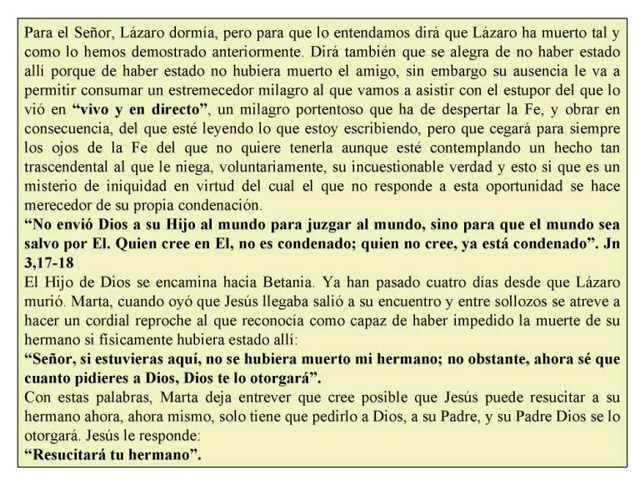 Para el Señor, Lázaro dormía, pero para que lo entendamos dirá que Lázaro ha muerto tal y
como lo hemos demostrado anteriormente. Dirá también que se alegra de no haber estado
allí porque de haber estado no hubiera muerto el amigo, sin embargo su ausencia le va a
permitir consumar un estremecedor milagro al que vamos a asistir con el estupor del que lo
vió en “vivo y en directo”, un milagro portentoso que ha de despertar la Fe, y obrar en
consecuencia, del que esté leyendo lo que estoy escribiendo, pero que cegará para siempre
los ojos de la Fe del que no quiere tenerla aunque esté contemplando un hecho tan
trascendental al que le niega, voluntariamente, su incuestionable verdad y esto si que es un
misterio de iniquidad en virtud del cual el que no responde a esta oportunidad se hace
merecedor de su propia condenación.
“No envió Dios a su Hijo al mundo para juzgar al mundo, sino para que el mundo sea
salvo por El. Quien cree en El, no es condenado; quien no cree, ya está condenado”. Jn
3,17-18
El Hijo de Dios se encamina hacia Betania. Ya han pasado cuatro días desde que Lázaro
murió. Marta, cuando oyó que Jesús llegaba salió a su encuentro y entre sollozos se atreve a
hacer un cordial reproche al que reconocía como capaz de haber impedido la muerte de su
hermano si físicamente hubiera estado allí:
“Señor, si estuvieras aquí, no se hubiera muerto mi hermano; no obstante, ahora sé que
cuanto pidieres a Dios, Dios te lo otorgará”.
Con estas palabras, Marta deja entrever que cree posible que Jesús puede resucitar a su
hermano ahora, ahora mismo, solo tiene que pedirlo a Dios, a su Padre, y su Padre Dios se lo
otorgará. Jesús le responde:
“Resucitará tu hermano”.